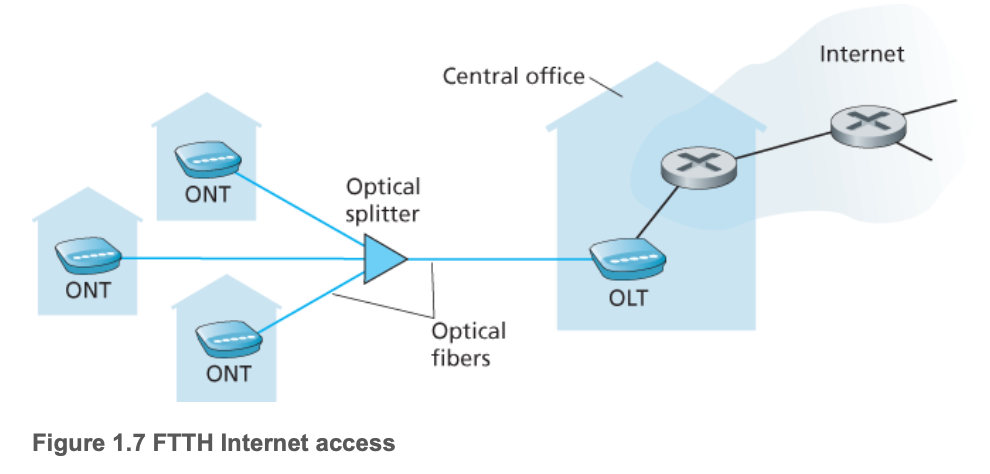 Internet
Central office
ONT
Optical
splitter
ONT
OLT
Optical
fibers
ONT
Figure 1.7 FTTH Internet access